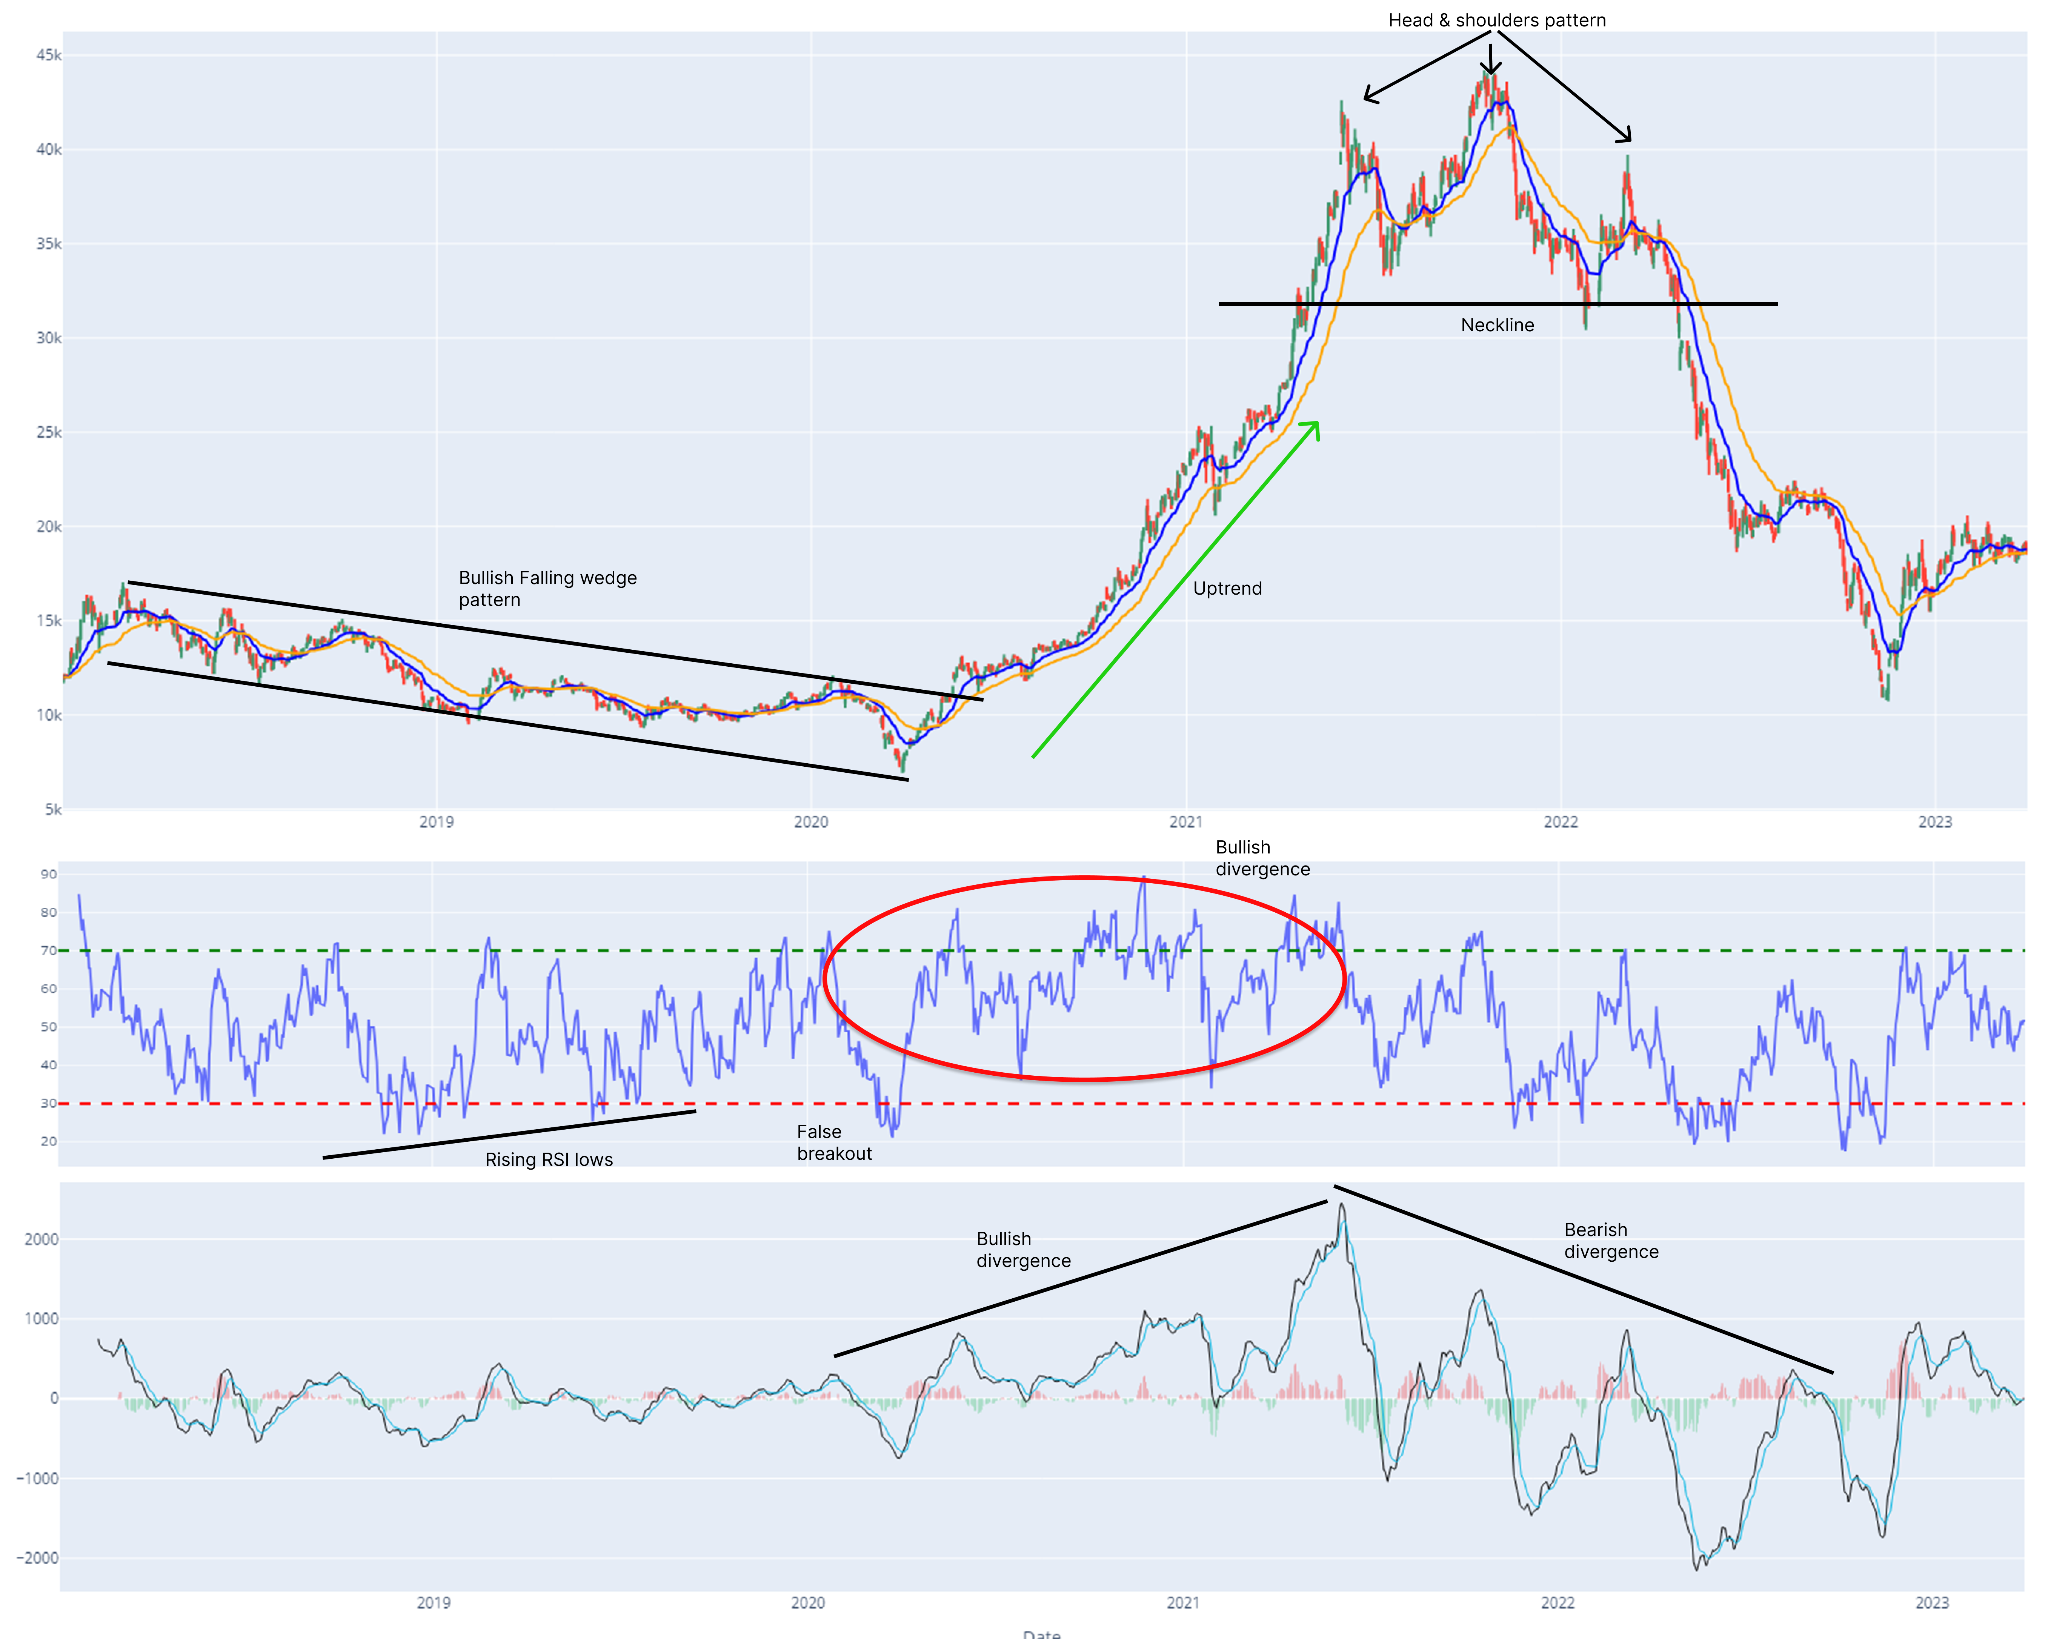 Head & shoulders pattern
45k
40k
35k
Neckline
30k
25k
20k
Bullish Falling wedge
pattern
Uptrend
15k
10k
5k
2019
2020
2021
2022
2023
Bullish
divergence
90
80
70
60
50
40
30
20
False
breakout
Rising RSI lows
Bullish
divergence
Bearish
divergence
2000
1000
0
−1000
−2000
2019
2020
2021
2022
2023
Date